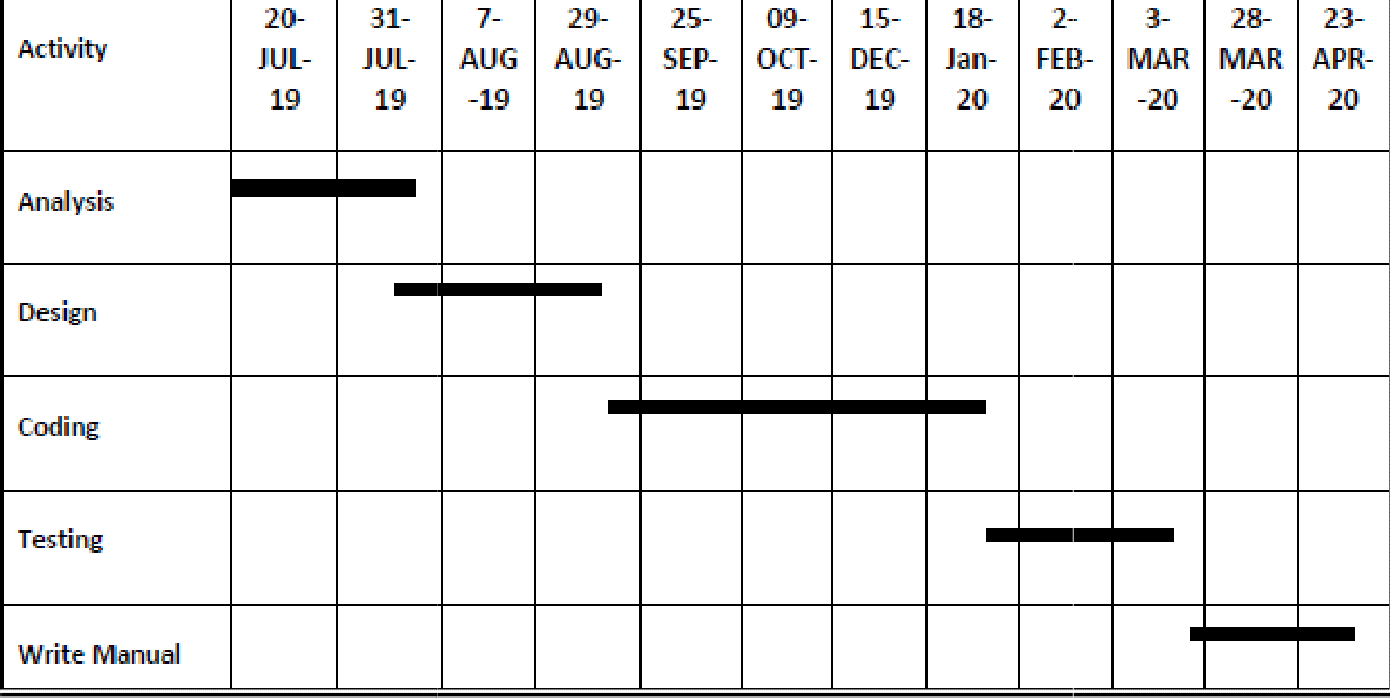 Activity
20-
JUL-
19
31-
JUL-
19
7-
AUG
-19
29-
AUG-
19
25-
SEP-
19
09-
OCT-
19
15-
DEC-
19
18-
Jan-
20
2-
FEB-
20
3-
MAR
-20
28-
MAR
-20
23-
APR-
20
Analysis
Design
Coding
Testing
Write Manual